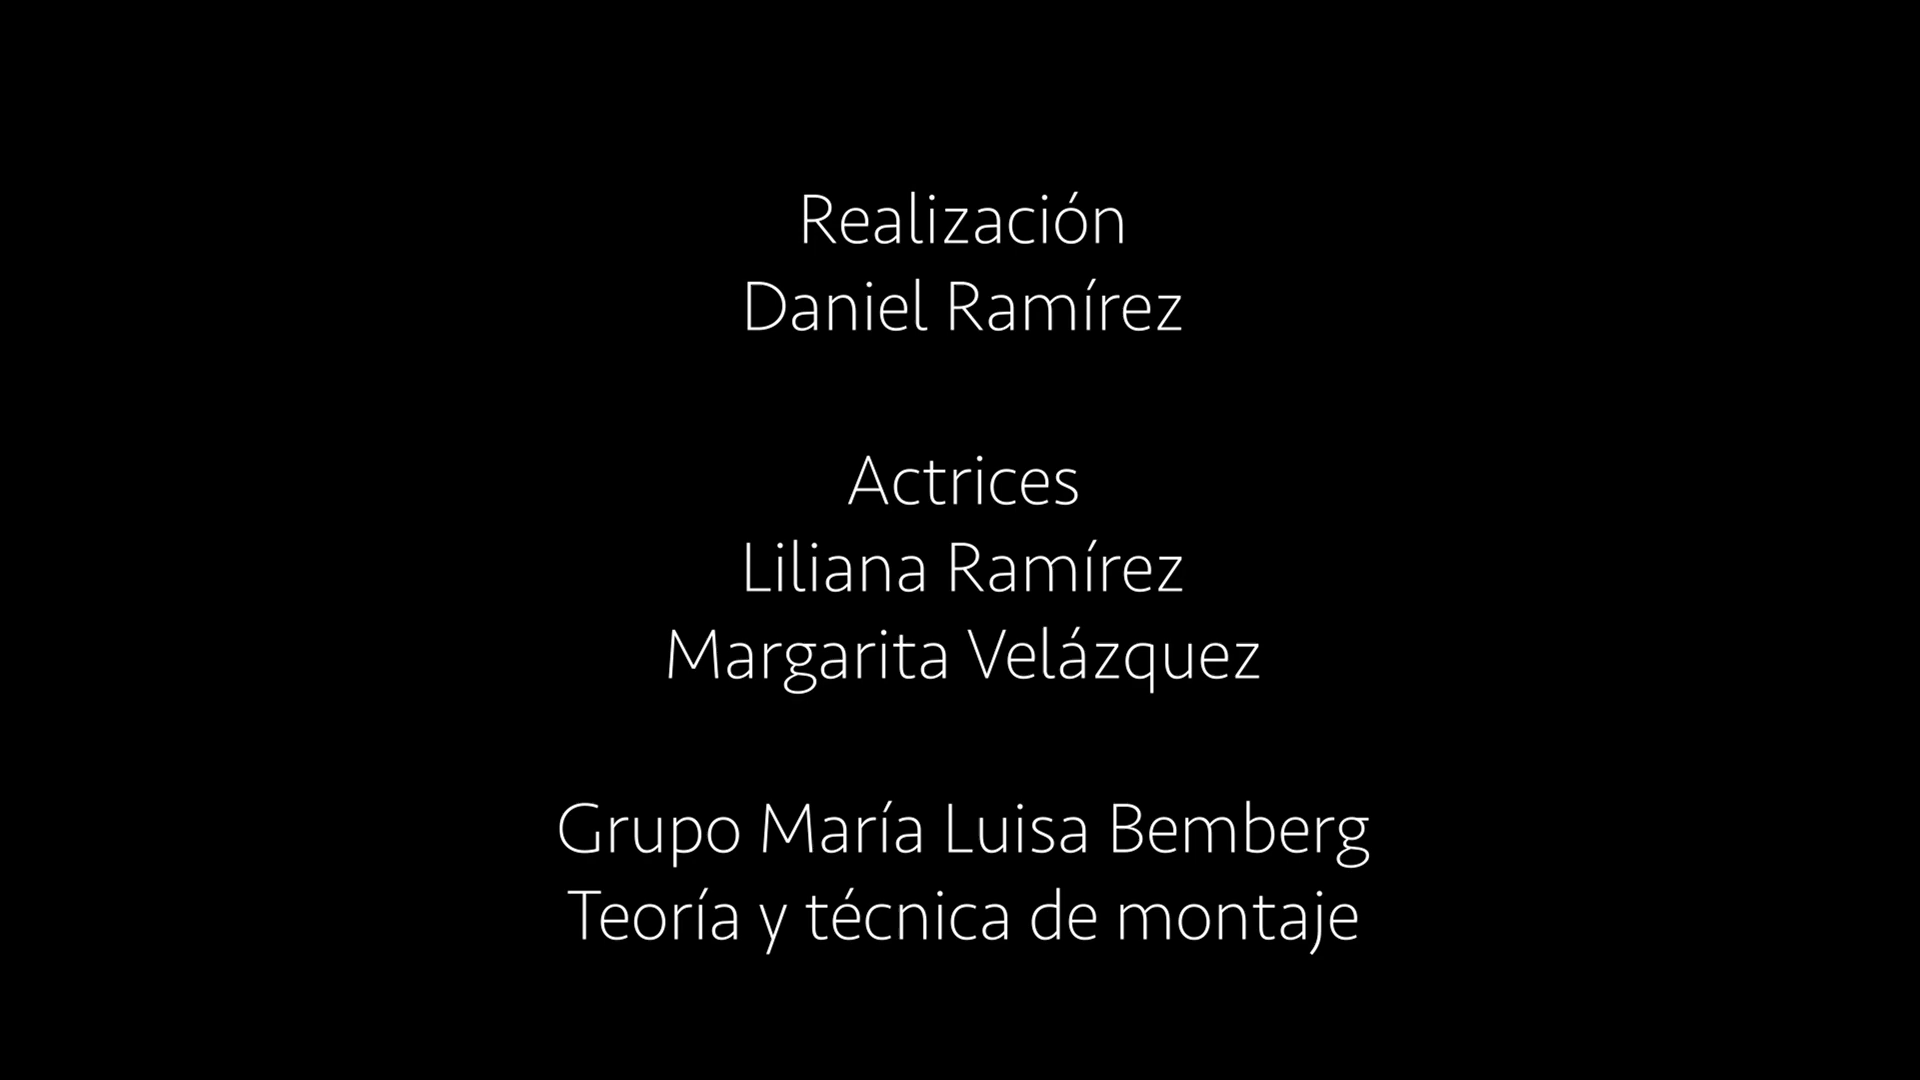 Realización
Daniel Ramírez
Actrices
Liliana Ramírez
Margarita Velázquez
Grupo María Luisa Bemberg
Teoría y técnica de montaje